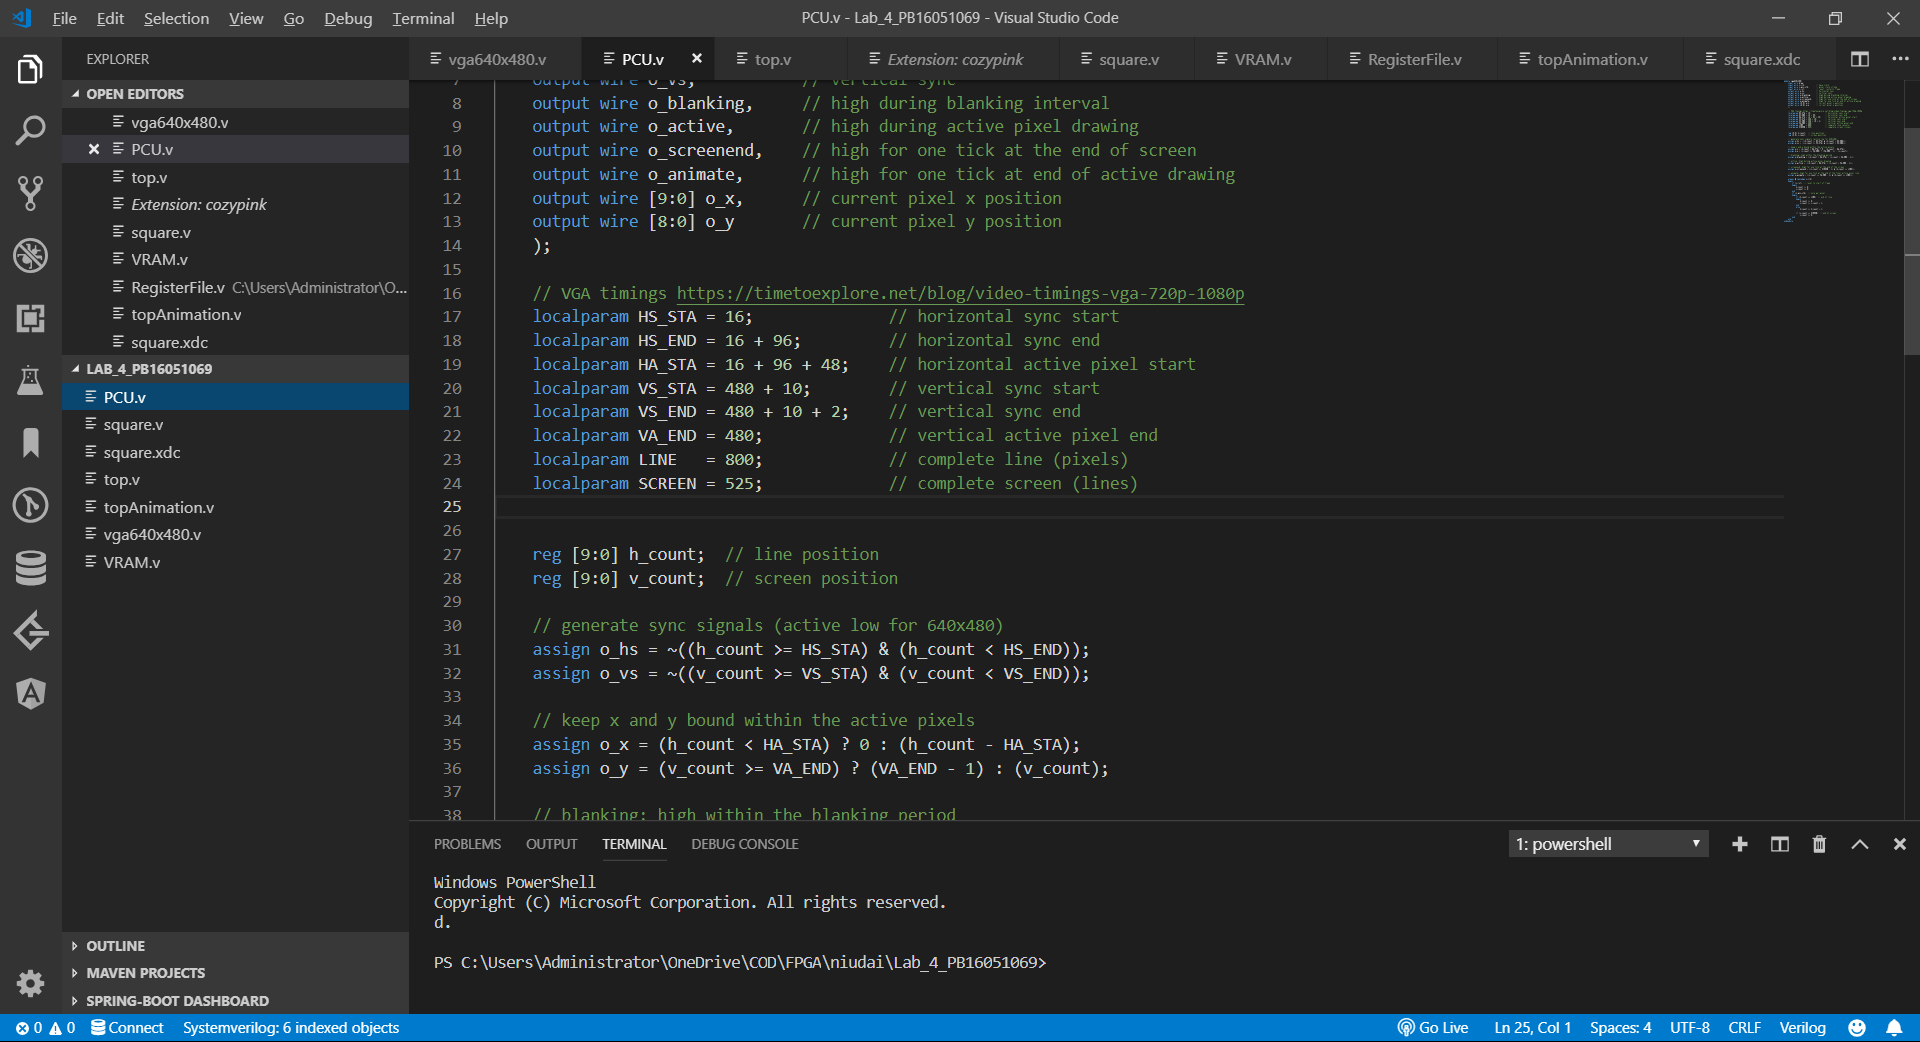 File Edit Selection View Go Debug Terminal Help
PCU.v - Lab_4_PB16051069 - Visual Studio Code
EXPLORER
OPEN EDITORS
vga640x480.v
PCU.v
top.v
Extension: cozypink
square.v
VRAM.v
RegisterFile.v C:\Users\Administrator\O...
topAnimation.v
square.xdc
LAB_4_PB16051069
PCU.v
square.v
square.xdc
top.v
topAnimation.v
vga640x480.v
VRAM.v
OUTLINE
MAVEN PROJECTS
SPRING-BOOT DASHBOARD
vga640x480.v PCU.v top.v Extension: cozypink square.v VRAM.v RegisterFile.v topAnimation.v square.xdc
7 output wire o_vs, // vertical sync
8 output wire o_blanking, // high during blanking interval
9 output wire o_active, // high during active pixel drawing
10 output wire o_screenend, // high for one tick at the end of screen
11 output wire o_animate, // high for one tick at end of active drawing
12 output wire [9:0] o_x, // current pixel x position
13 output wire [8:0] o_y // current pixel y position
14 );
15
16 // VGA timings https://timetoexplore.net/blog/video-timings-vga-720p-1080p
17 localparam HS_STA = 16; // horizontal sync start
18 localparam HS_END = 16 + 96; // horizontal sync end
19 localparam HA_STA = 16 + 96 + 48; // horizontal active pixel start
20 localparam VS_STA = 480 + 10; // vertical sync start
21 localparam VS_END = 480 + 10 + 2; // vertical sync end
22 localparam VA_END = 480; // vertical active pixel end
23 localparam LINE = 800; // complete line (pixels)
24 localparam SCREEN = 525; // complete screen (lines)
25
26
27 reg [9:0] h_count; // line position
28 reg [9:0] v_count; // screen position
29
30 // generate sync signals (active low for 640x480)
31 assign o_hs = ~((h_count >= HS_STA) & (h_count < HS_END));
32 assign o_vs = ~((v_count >= VS_STA) & (v_count < VS_END));
33
34 // keep x and y bound within the active pixels
35 assign o_x = (h_count < HA_STA) ? 0 : (h_count - HA_STA);
36 assign o_y = (v_count >= VA_END) ? (VA_END - 1) : (v_count);
37
38 // blanking: high within the blanking period
PROBLEMS OUTPUT TERMINAL DEBUG CONSOLE
1: powershell
Windows PowerShell
Copyright (C) Microsoft Corporation. All rights reserved.
d.
PS C:\Users\Administrator\OneDrive\COD\FPGA\niudai\Lab_4_PB16051069>
0 0 Connect Systemverilog: 6 indexed objects
Go Live Ln 25, Col 1 Spaces: 4 UTF-8 CRLF Verilog